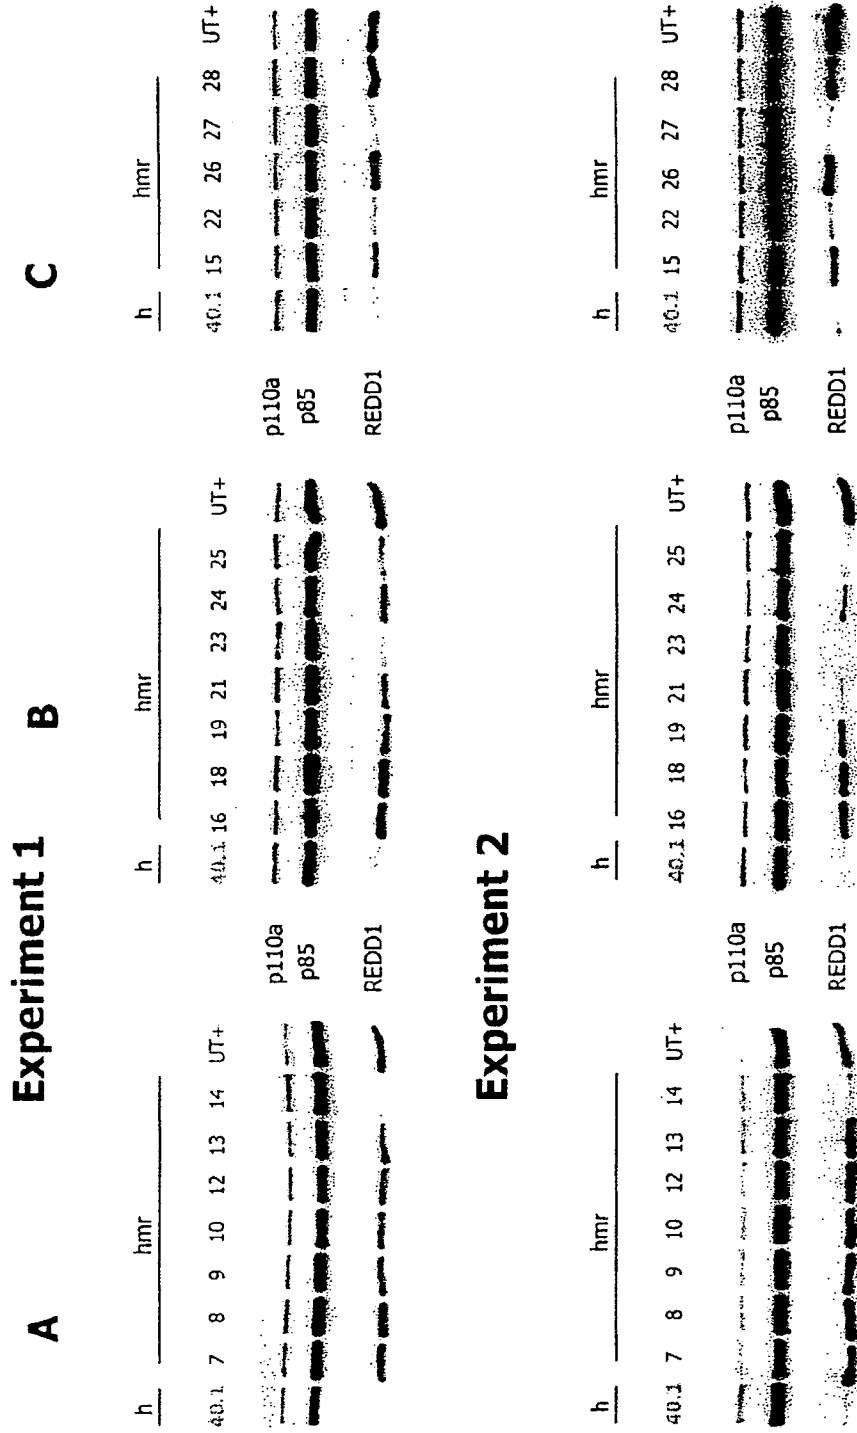 Experiment 1
A B C
h hmr h hmr h hmr
40.1 7 8 9 10 12 13 14 UT+ 40.1 16 18 19 21 23 24 25 UT+ 40.1 15 22 26 27 28 UT+
p110a p110a
p85 p85
REDD1 REDD1
Experiment 2
h hmr h hmr h hmr
40.1 7 8 9 10 12 13 14 UT+ 40.1 16 18 19 21 23 24 25 UT+ 40.1 15 22 26 27 28 UT+
p110a p110a
p85 p85
REDD1 REDD1